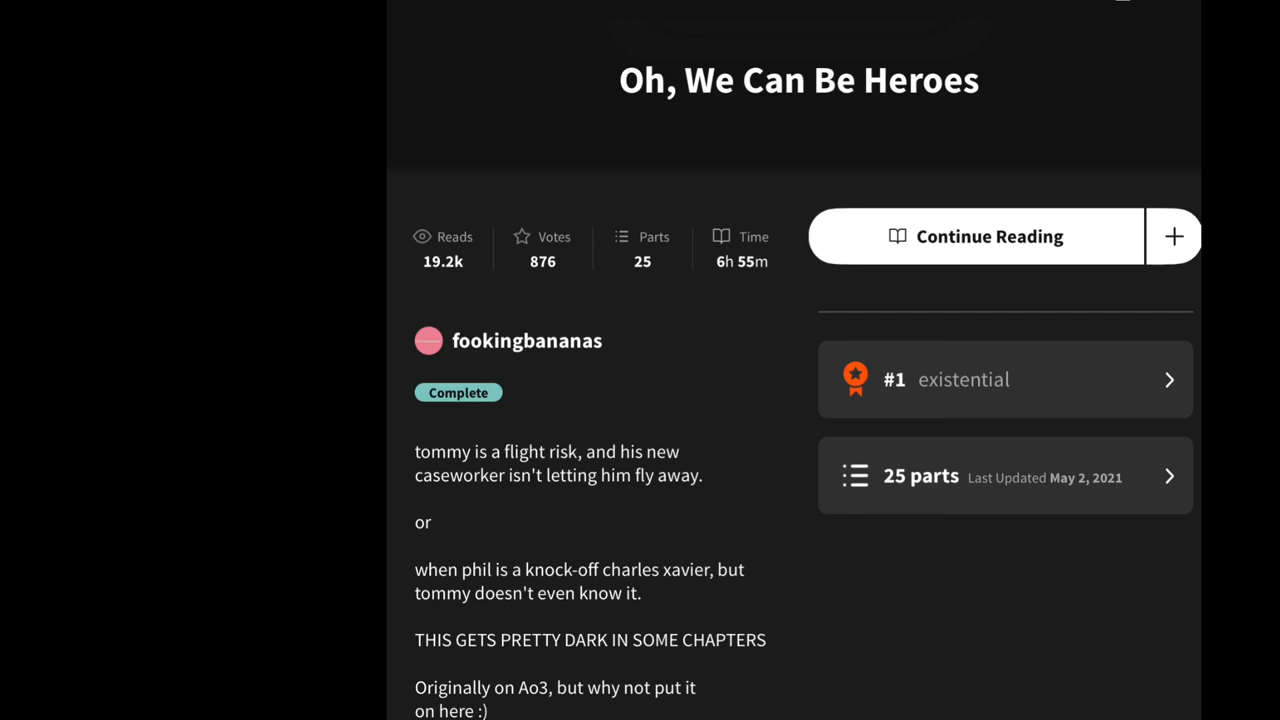 Oh, We Can Be Heroes
Reads
Votes
Parts
Time
19.2k
876
25
6h 55m
Continue Reading
fookingbananas
Complete
#1 existential
25 parts Last Updated May 2, 2021
tommy is a flight risk, and his new
caseworker isn't letting him fly away.
or
when phil is a knock-off charles xavier, but
tommy doesn't even know it.
THIS GETS PRETTY DARK IN SOME CHAPTERS
Originally on Ao3, but why not put it
on here :)